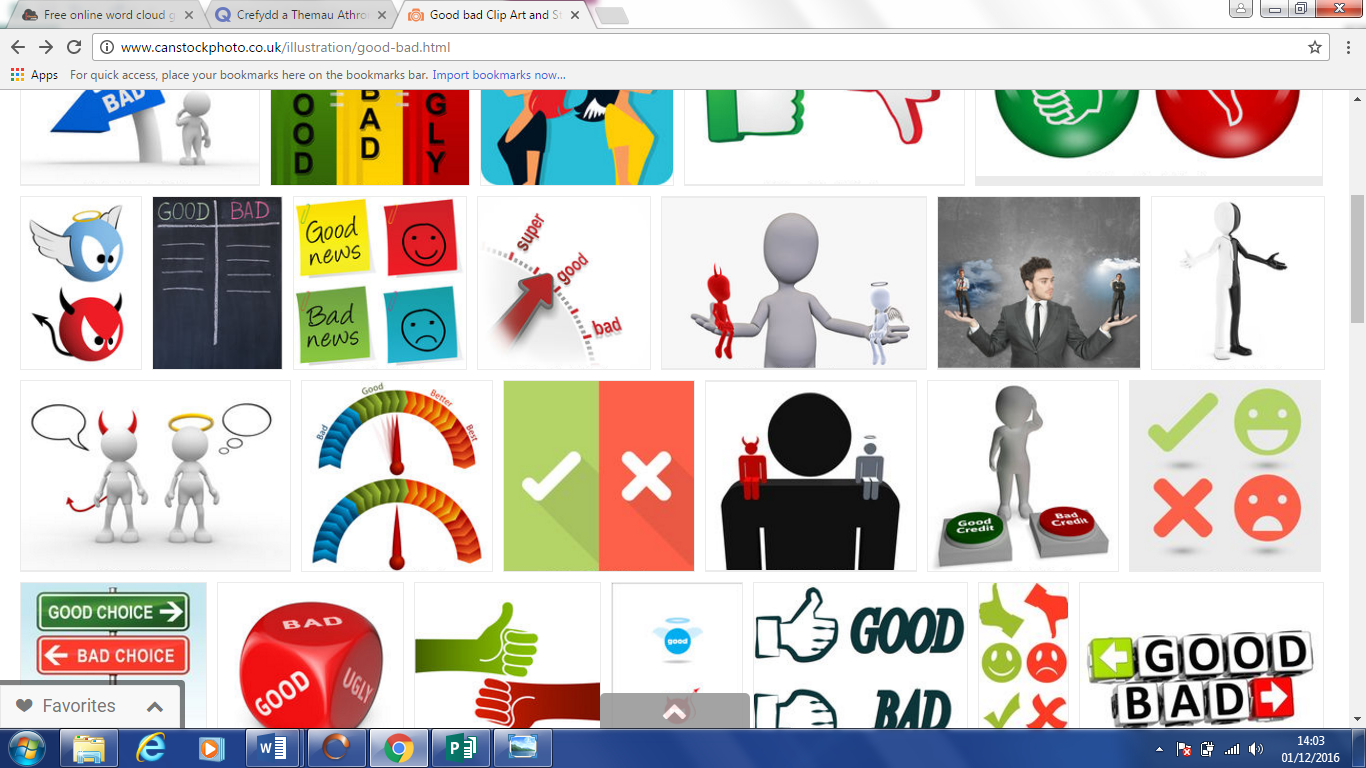 Free online word cloud g
Crefydd a Themau Athro
Good bad Clip Art and St
www.canstockphoto.co.uk/illustration/good-bad.html
Apps For quick access, place your bookmarks here on the bookmarks bar. Import bookmarks now...
BAD
OOD
BAD
GLY
GOOD BAD
Good news
Bad news
super
good
bad
Bad Good Better Best
Good Credit
Bad Credit
GOOD CHOICE
BAD CHOICE
BAD
GOOD
UGLY
good
GOOD
BAD
GOOD
BAD
Favorites
14:03
01/12/2016